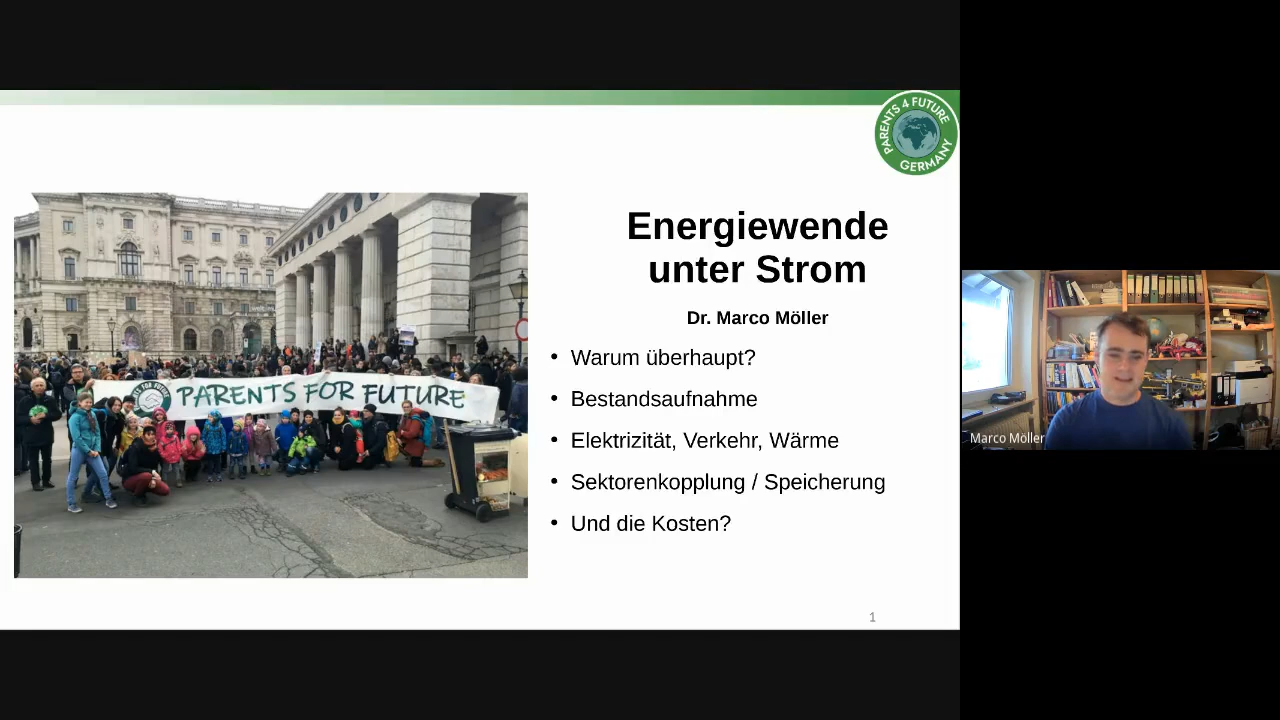 PARENTS 4 FUTURE
GERMANY
PARENTS FOR FUTURE
Energiewende
unter Strom
Dr. Marco Möller
• Warum überhaupt?
• Bestandsaufnahme
• Elektrizität, Verkehr, Wärme
• Sektorenkopplung / Speicherung
• Und die Kosten?
1
Marco Möller